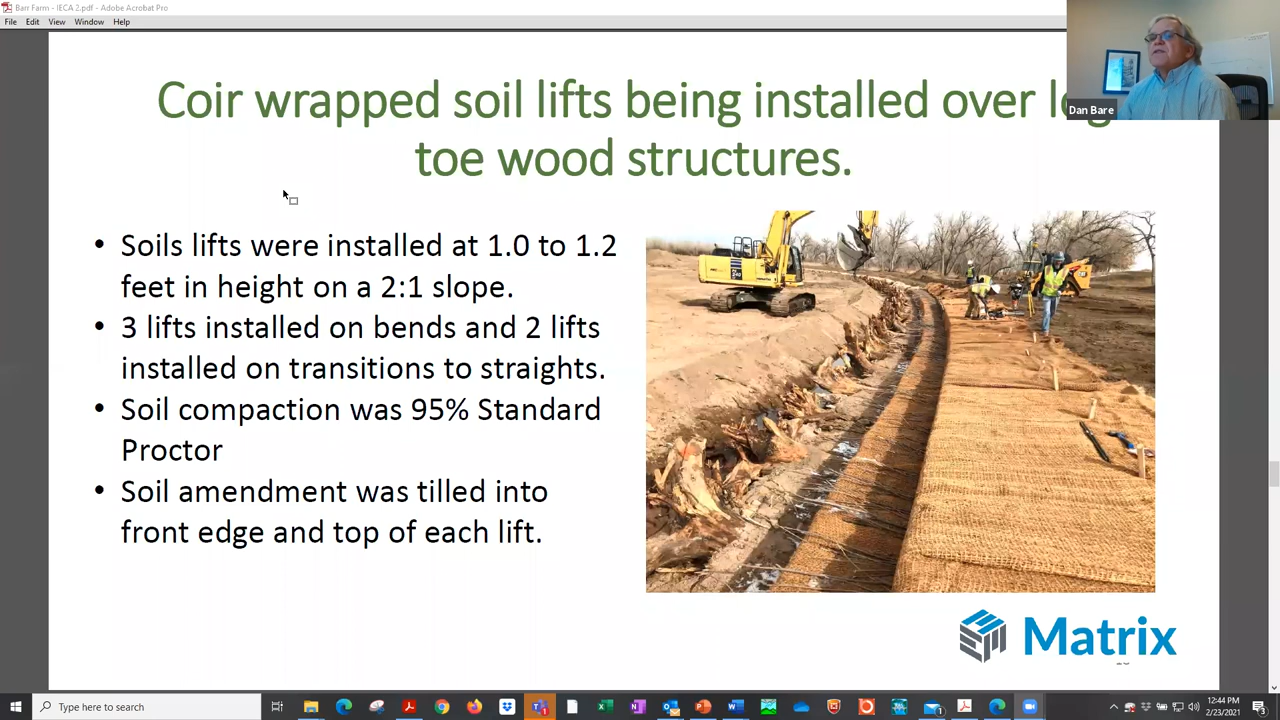 Barr Farm - IECA 2.pdf - Adobe Acrobat Pro
File Edit View Window Help
Coir wrapped soil lifts being installed over log
toe wood structures.
Dan Bare
• Soils lifts were installed at 1.0 to 1.2
feet in height on a 2:1 slope.
• 3 lifts installed on bends and 2 lifts
installed on transitions to straights.
• Soil compaction was 95% Standard
Proctor
• Soil amendment was tilled into
front edge and top of each lift.
Matrix
Type here to search
12:44 PM
2/23/2021